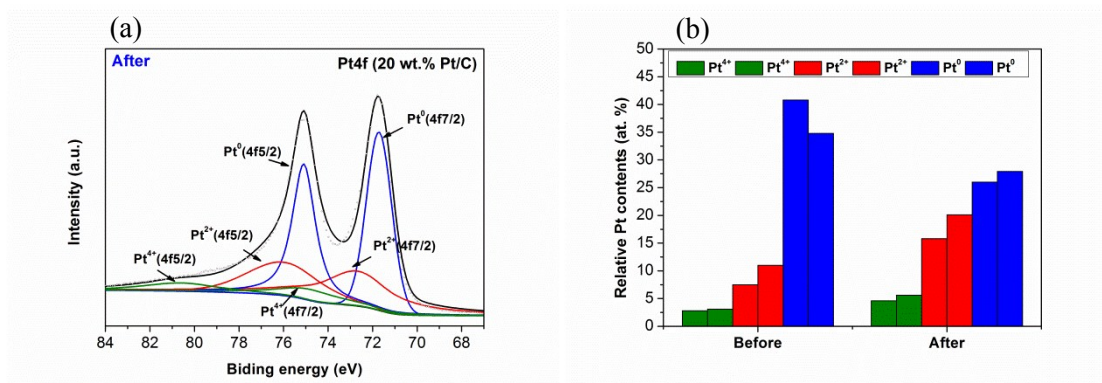 (a)
After
Pt4f (20 wt.% Pt/C)
Pt⁰(4f7/2)
Pt⁰(4f5/2)
Pt²⁺(4f5/2)
Pt²⁺(4f7/2)
Pt⁴⁺(4f5/2)
Pt⁴⁺(4f7/2)
Intensity (a.u.)
84 82 80 78 76 74 72 70 68
Biding energy (eV)
(b)
Pt⁴⁺ Pt⁴⁺ Pt²⁺ Pt²⁺ Pt⁰ Pt⁰
Relative Pt contents (at. %)
50
45
40
35
30
25
20
15
10
5
0
Before After